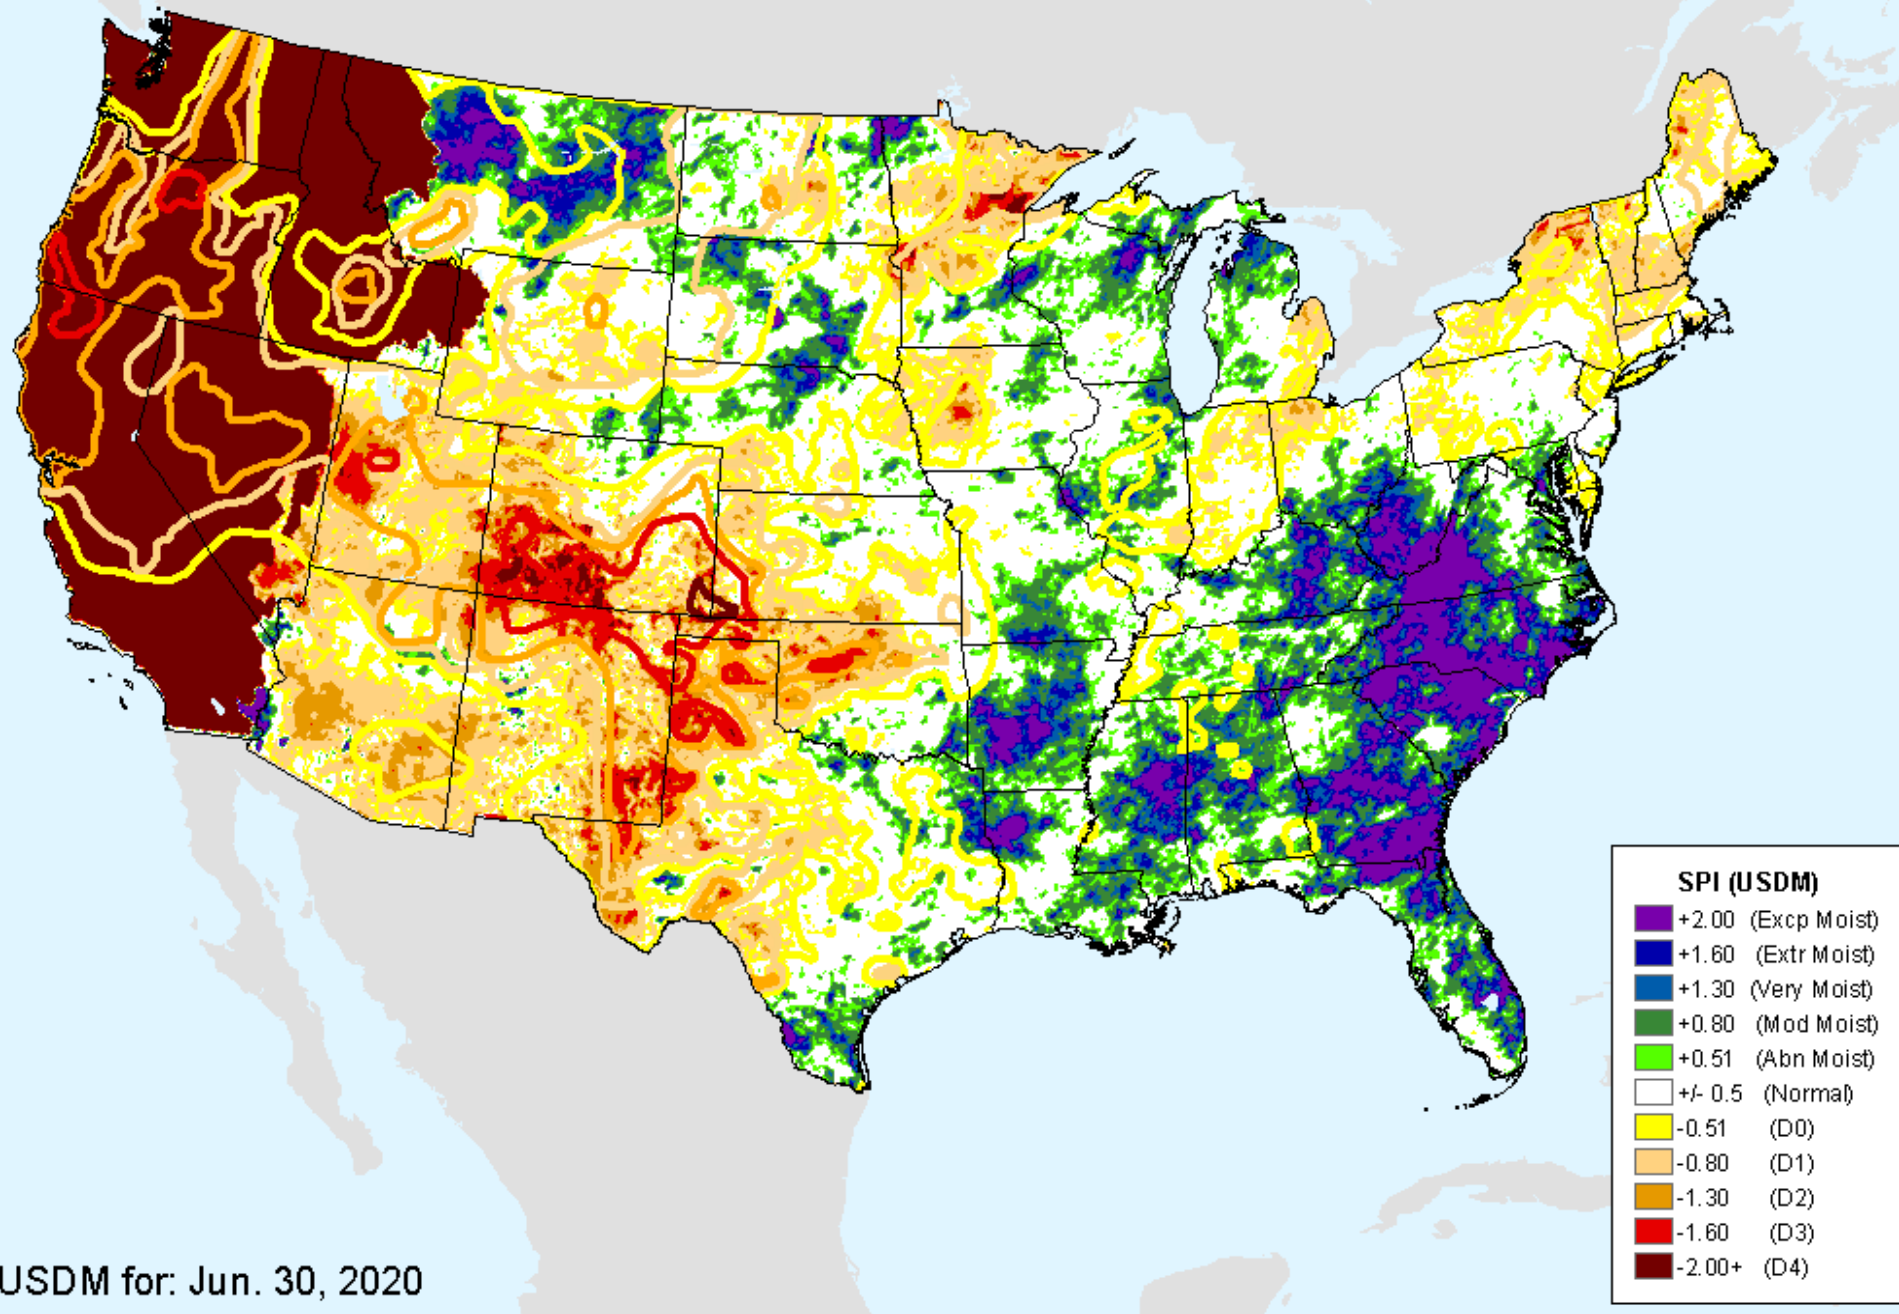 SPI (USDM)
+2.00 (Excp Moist)
+1.60 (Extr Moist)
+1.30 (Very Moist)
+0.80 (Mod Moist)
+0.51 (Abn Moist)
+/- 0.5 (Normal)
-0.51 (D0)
-0.80 (D1)
-1.30 (D2)
-1.60 (D3)
-2.00+ (D4)
USDM for: Jun. 30, 2020